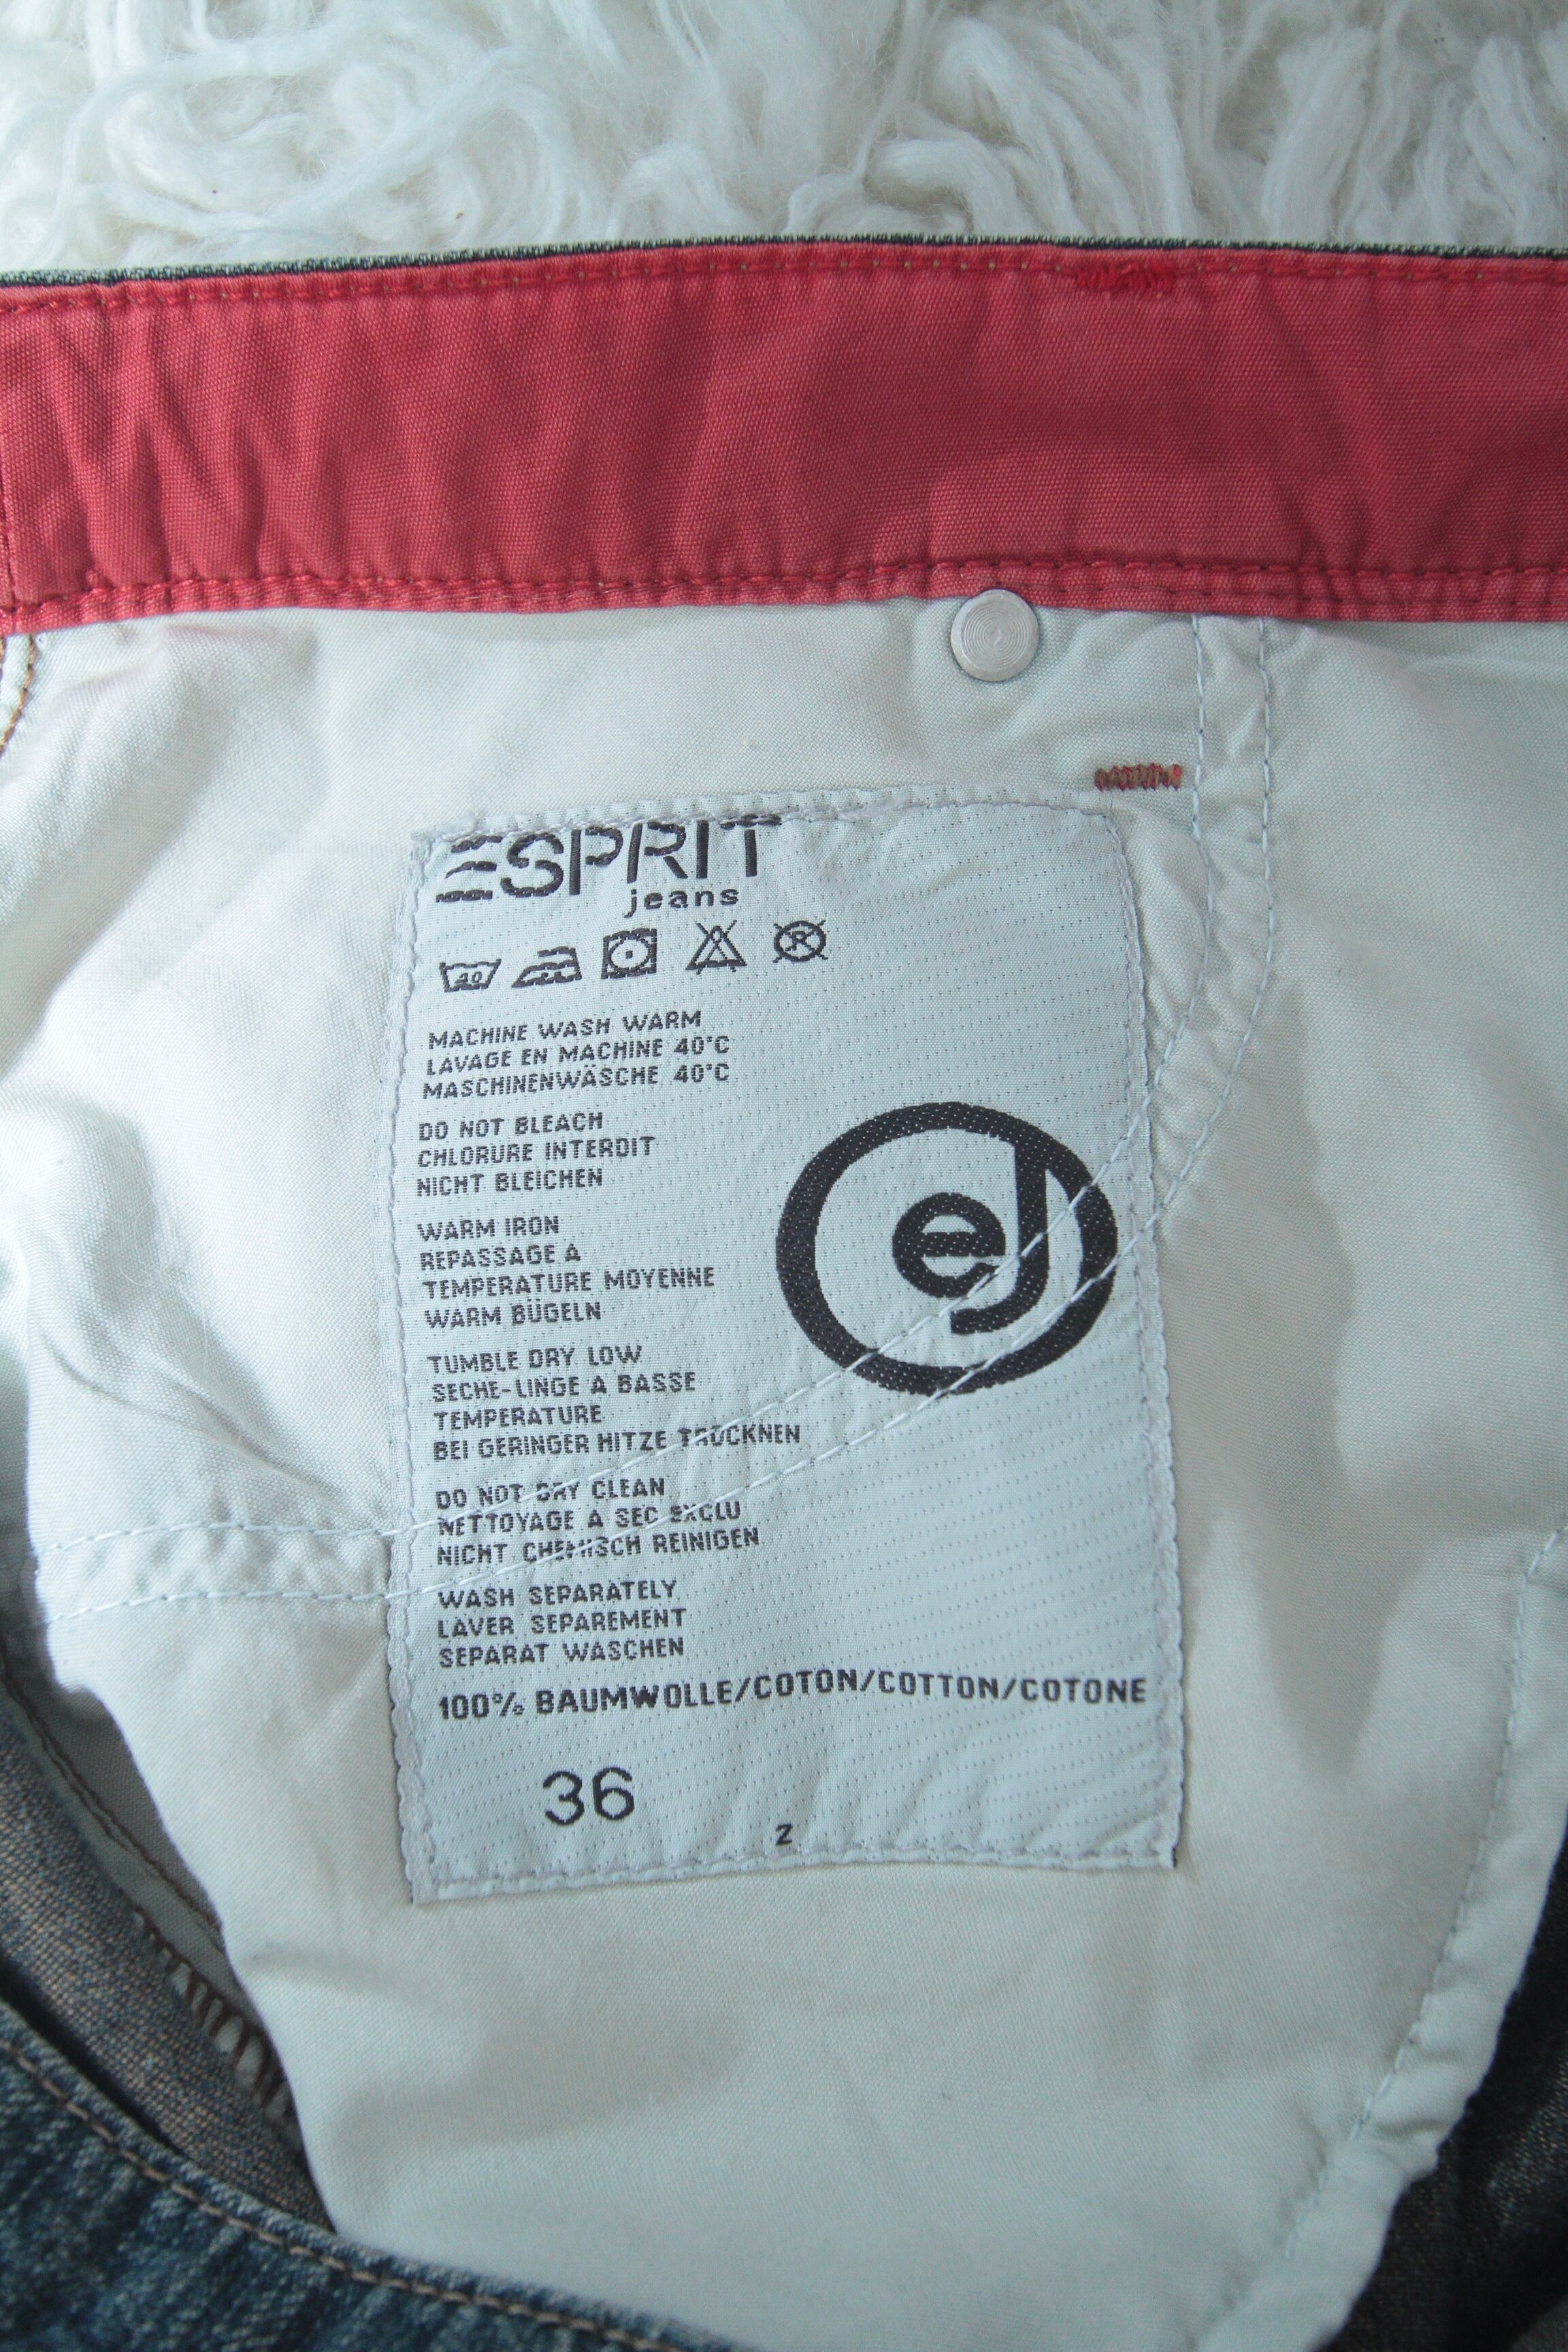 ESPRIT
jeans
40
R
MACHINE WASH WARM
LAVAGE EN MACHINE 40°C
MASCHINENWÄSCHE 40°C
DO NOT BLEACH
CHLORURE INTERDIT
NICHT BLEICHEN
WARM IRON
REPASSAGE A
TEMPERATURE MOYENNE
WARM BÜGELN
TUMBLE DRY LOW
SECHE-LINGE A BASSE
TEMPERATURE
BEI GERINGER HITZE TROCKNEN
DO NOT DRY CLEAN
NETTOYAGE A SEC EXCLU
NICHT CHEMISCH REINIGEN
WASH SEPARATELY
LAVER SEPAREMENT
SEPARAT WASCHEN
ej
100% BAUMWOLLE/COTON/COTTON/COTONE
36
z